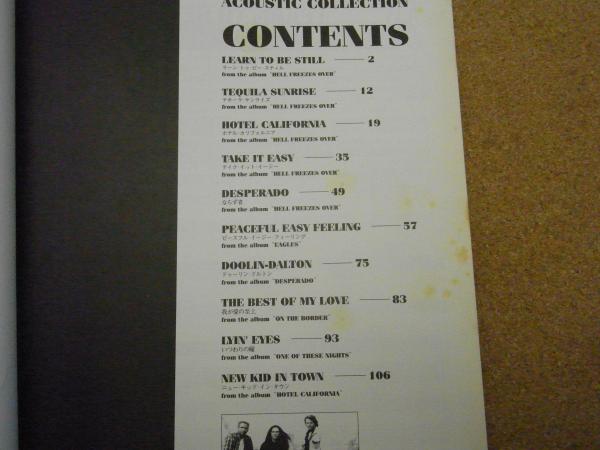 ACOUSTIC COLLECTION
CONTENTS
LEARN TO BE STILL 2
ラーン・トゥ・ビー・スティル
from the album "HELL FREEZES OVER"
TEQUILA SUNRISE 12
テキーラ・サンライズ
from the album "HELL FREEZES OVER"
HOTEL CALIFORNIA 19
ホテル・カリフォルニア
from the album "HELL FREEZES OVER"
TAKE IT EASY 35
テイク・イット・イージー
from the album "HELL FREEZES OVER"
DESPERADO 49
ならず者
from the album "HELL FREEZES OVER"
PEACEFUL EASY FEELING 57
ピースフル・イージー・フィーリング
from the album "EAGLES"
DOOLIN-DALTON 75
ドゥーリン・ダルトン
from the album "DESPERADO"
THE BEST OF MY LOVE 83
我が愛の至上
from the album "ON THE BORDER"
LYIN' EYES 93
いつわりの瞳
from the album "ONE OF THESE NIGHTS"
NEW KID IN TOWN 106
ニュー・キッド・イン・タウン
from the album "HOTEL CALIFORNIA"